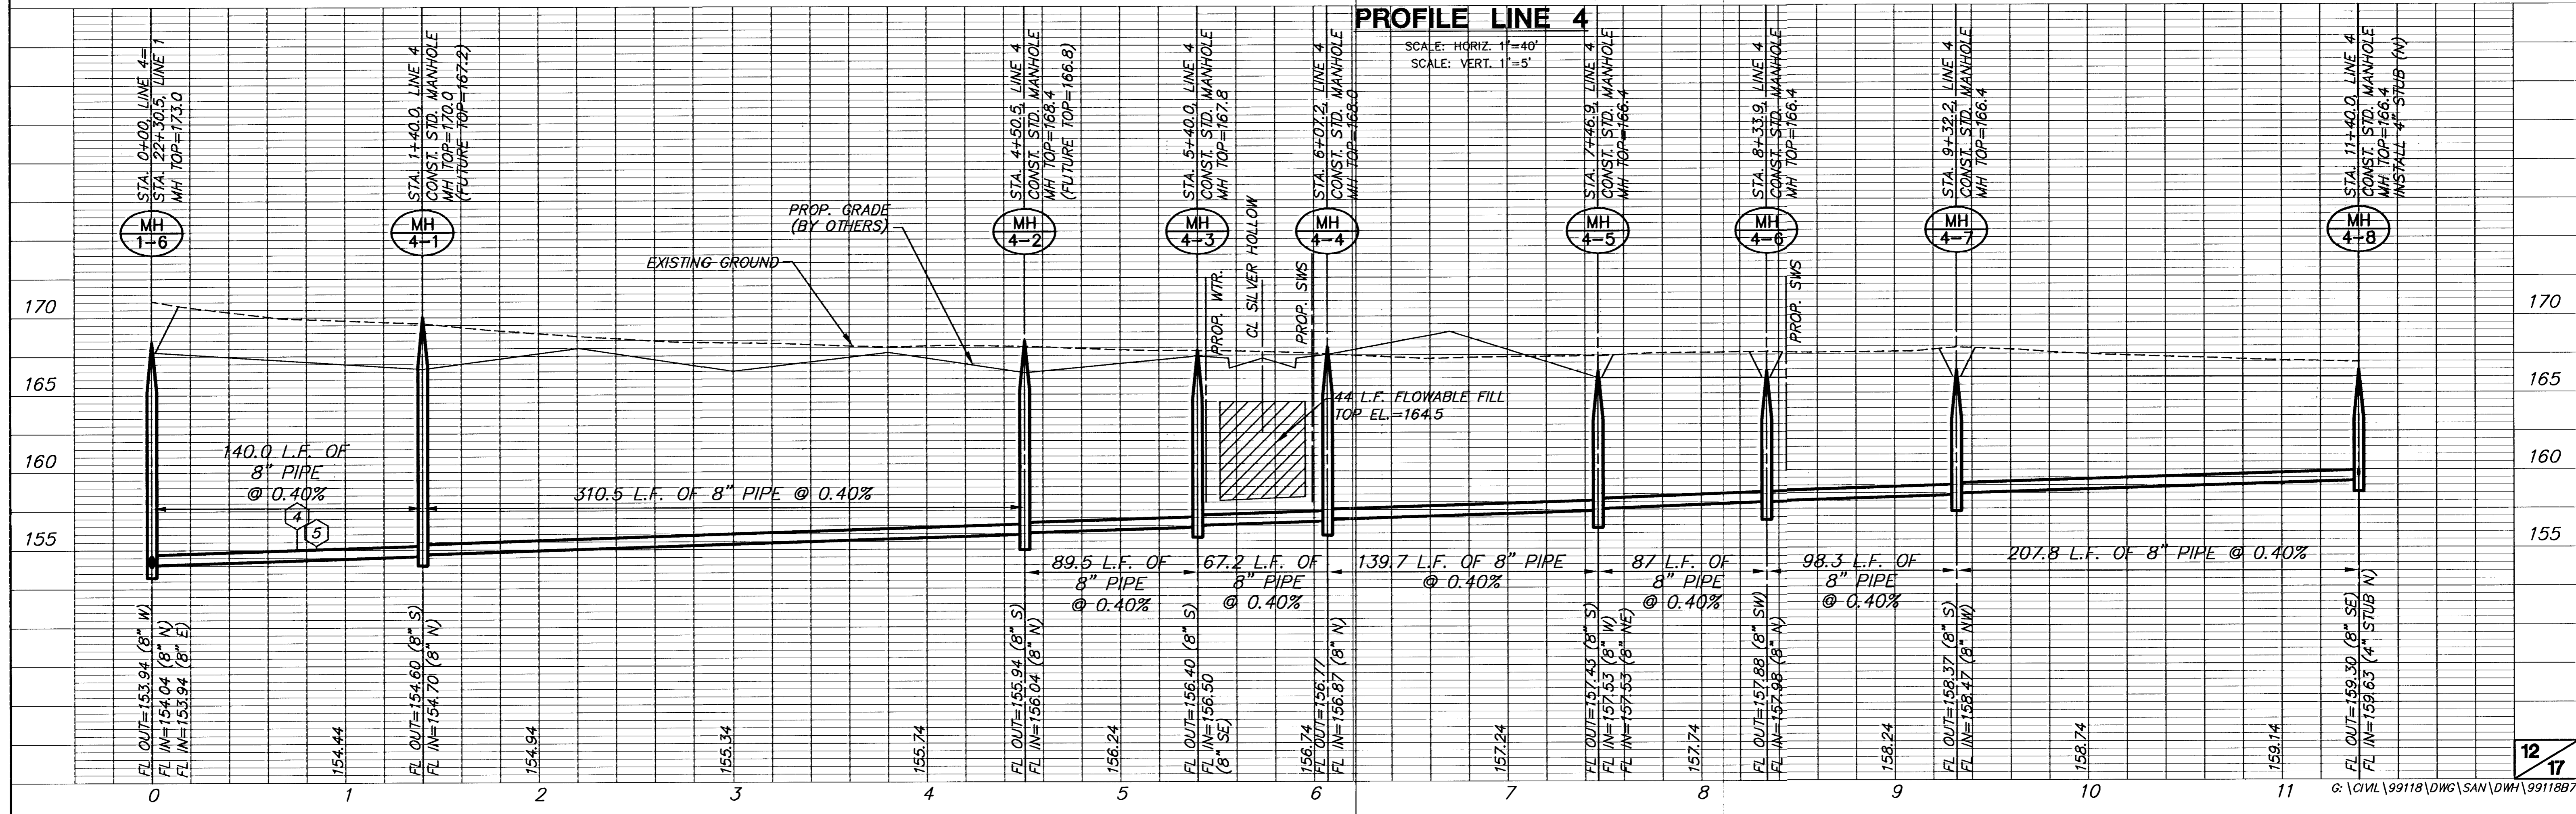 PROFILE LINE 4
SCALE: HORIZ. 1"=40'
SCALE: VERT. 1"=5'
STA. 0+00, LINE 4=
STA. 22+30.5, LINE 1
MH TOP=173.0
MH
1-6
STA. 1+40.0, LINE 4
CONST. STD. MANHOLE
MH TOP=170.0
(FUTURE TOP=167.2)
MH
4-1
STA. 4+50.5, LINE 4
CONST. STD. MANHOLE
MH TOP=168.4
(FUTURE TOP=166.8)
MH
4-2
STA. 5+40.0, LINE 4
CONST. STD. MANHOLE
MH TOP=167.8
MH
4-3
STA. 6+07.2, LINE 4
CONST. STD. MANHOLE
MH TOP=168.0
MH
4-4
STA. 7+46.9, LINE 4
CONST. STD. MANHOLE
MH TOP=166.4
MH
4-5
STA. 8+33.9, LINE 4
CONST. STD. MANHOLE
MH TOP=166.4
MH
4-6
STA. 9+32.2, LINE 4
CONST. STD. MANHOLE
MH TOP=166.4
MH
4-7
STA. 11+40.0, LINE 4
CONST. STD. MANHOLE
MH TOP=166.4
INSTALL 4" STUB (N)
MH
4-8
PROP. GRADE
(BY OTHERS)
EXISTING GROUND
PROP. WTR.
CL SILVER HOLLOW
PROP. SWS
PROP. SWS
170
165
160
155
170
165
160
155
44 L.F. FLOWABLE FILL
TOP EL.=164.5
140.0 L.F. OF
8" PIPE
@ 0.40%
4
5
310.5 L.F. OF 8" PIPE @ 0.40%
89.5 L.F. OF
8" PIPE
@ 0.40%
67.2 L.F. OF
8" PIPE
@ 0.40%
139.7 L.F. OF 8" PIPE
@ 0.40%
87 L.F. OF
8" PIPE
@ 0.40%
98.3 L.F. OF
8" PIPE
@ 0.40%
207.8 L.F. OF 8" PIPE @ 0.40%
FL OUT=153.94 (8" W)
FL IN=154.04 (8" N)
FL IN=153.94 (8" E)
154.44
FL OUT=154.60 (8" S)
FL IN=154.70 (8" N)
154.94
155.34
155.74
FL OUT=155.94 (8" S)
FL IN=156.04 (8" N)
156.24
FL OUT=156.40 (8" S)
FL IN=156.50
(8" SE)
156.74
FL OUT=156.77
FL IN=156.87 (8" N)
157.24
FL OUT=157.43 (8" S)
FL IN=157.53 (8" W)
FL IN=157.53 (8" NE)
157.74
FL OUT=157.88 (8" SW)
FL IN=157.98 (8" N)
158.24
FL OUT=158.37 (8" S)
FL IN=158.47 (8" NW)
158.74
159.14
FL OUT=159.30 (8" SE)
FL IN=159.63 (4" STUB N)
0 1 2 3 4 5 6 7 8 9 10 11
12
17
G: \CIVIL\99118\DWG\SAN\DWH\99118B7